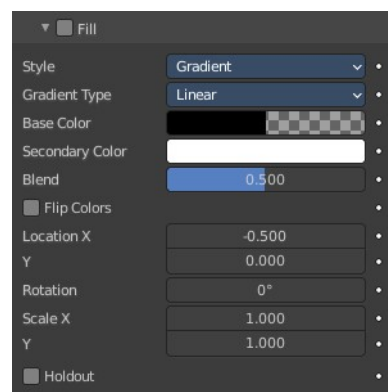 Fill
Style Gradient
Gradient Type Linear
Base Color
Secondary Color
Blend 0.500
Flip Colors
Location X -0.500
Y 0.000
Rotation 0°
Scale X 1.000
Y 1.000
Holdout